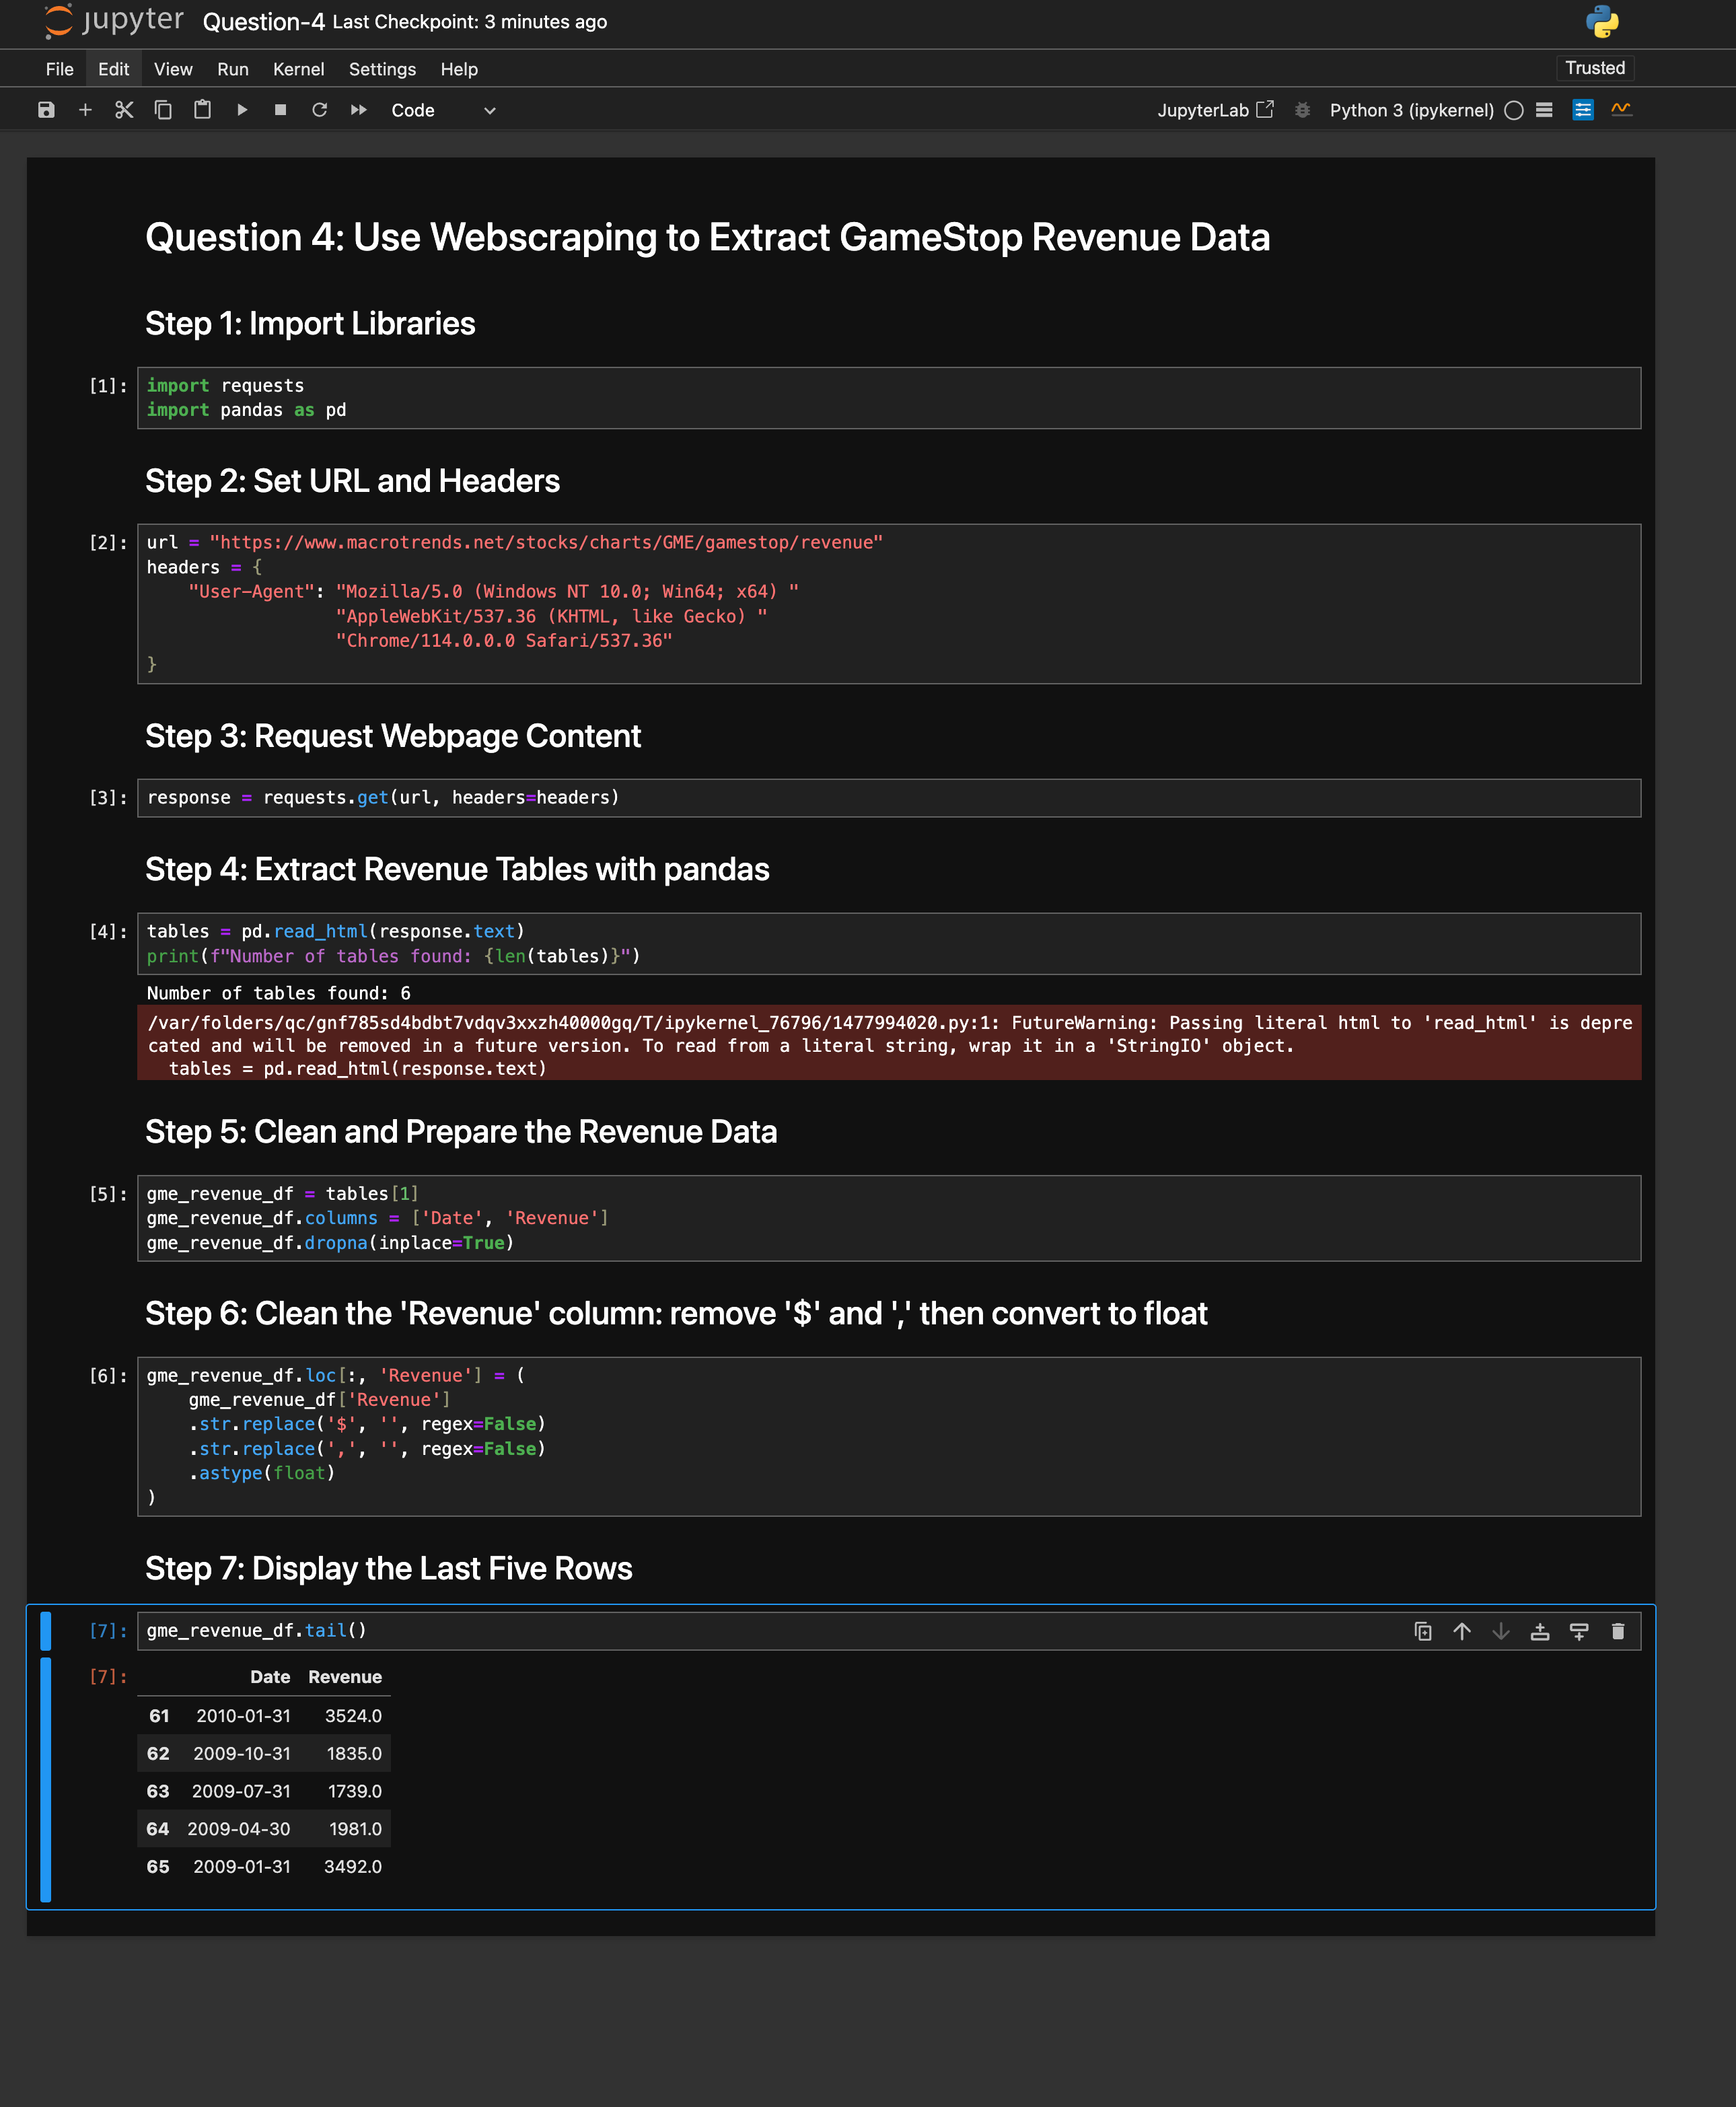 jupyter Question-4 Last Checkpoint: 3 minutes ago
File Edit View Run Kernel Settings Help Trusted
Code JupyterLab Python 3 (ipykernel)
Question 4: Use Webscraping to Extract GameStop Revenue Data
Step 1: Import Libraries
[1]: import requests
import pandas as pd
Step 2: Set URL and Headers
[2]: url = "https://www.macrotrends.net/stocks/charts/GME/gamestop/revenue"
headers = {
    "User-Agent": "Mozilla/5.0 (Windows NT 10.0; Win64; x64) "
                  "AppleWebKit/537.36 (KHTML, like Gecko) "
                  "Chrome/114.0.0.0 Safari/537.36"
}
Step 3: Request Webpage Content
[3]: response = requests.get(url, headers=headers)
Step 4: Extract Revenue Tables with pandas
[4]: tables = pd.read_html(response.text)
print(f"Number of tables found: {len(tables)}")
Number of tables found: 6
/var/folders/qc/gnf785sd4bdbt7vdqv3xxzh40000gq/T/ipykernel_76796/1477994020.py:1: FutureWarning: Passing literal html to 'read_html' is depre
cated and will be removed in a future version. To read from a literal string, wrap it in a 'StringIO' object.
  tables = pd.read_html(response.text)
Step 5: Clean and Prepare the Revenue Data
[5]: gme_revenue_df = tables[1]
gme_revenue_df.columns = ['Date', 'Revenue']
gme_revenue_df.dropna(inplace=True)
Step 6: Clean the 'Revenue' column: remove '$' and ',' then convert to float
[6]: gme_revenue_df.loc[:, 'Revenue'] = (
    gme_revenue_df['Revenue']
    .str.replace('$', '', regex=False)
    .str.replace(',', '', regex=False)
    .astype(float)
)
Step 7: Display the Last Five Rows
[7]: gme_revenue_df.tail()
[7]: Date Revenue
61 2010-01-31 3524.0
62 2009-10-31 1835.0
63 2009-07-31 1739.0
64 2009-04-30 1981.0
65 2009-01-31 3492.0